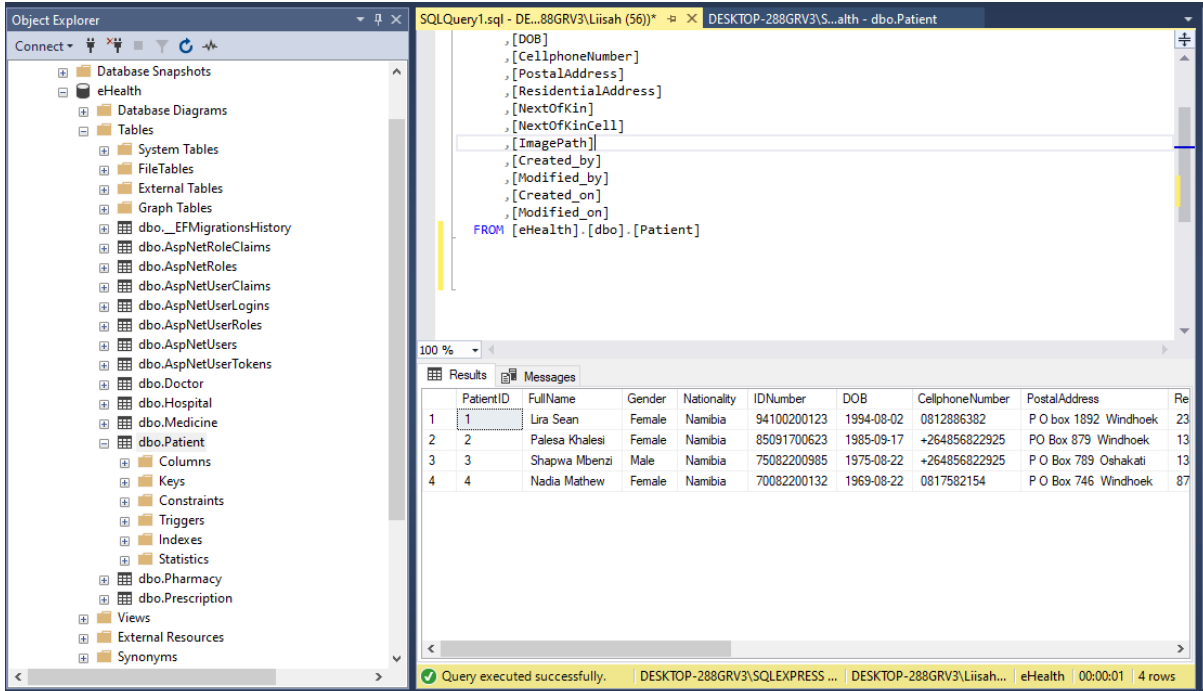 Object Explorer
Connect
Database Snapshots
eHealth
Database Diagrams
Tables
System Tables
FileTables
External Tables
Graph Tables
dbo.__EFMigrationsHistory
dbo.AspNetRoleClaims
dbo.AspNetRoles
dbo.AspNetUserClaims
dbo.AspNetUserLogins
dbo.AspNetUserRoles
dbo.AspNetUsers
dbo.AspNetUserTokens
dbo.Doctor
dbo.Hospital
dbo.Medicine
dbo.Patient
Columns
Keys
Constraints
Triggers
Indexes
Statistics
dbo.Pharmacy
dbo.Prescription
Views
External Resources
Synonyms
SQLQuery1.sql - DE...88GRV3\Liisah (56))* DESKTOP-288GRV3\S...alth - dbo.Patient
,[DOB]
,[CellphoneNumber]
,[PostalAddress]
,[ResidentialAddress]
,[NextOfKin]
,[NextOfKinCell]
,[ImagePath]
,[Created_by]
,[Modified_by]
,[Created_on]
,[Modified_on]
FROM [eHealth].[dbo].[Patient]
100 %
Results Messages
PatientID FullName Gender Nationality IDNumber DOB CellphoneNumber PostalAddress Re
1 1 Lira Sean Female Namibia 94100200123 1994-08-02 0812886382 P O box 1892 Windhoek 23
2 2 Palesa Khalesi Female Namibia 85091700623 1985-09-17 +264856822925 PO Box 879 Windhoek 13
3 3 Shapwa Mbenzi Male Namibia 75082200985 1975-08-22 +264856822925 P O Box 789 Oshakati 13
4 4 Nadia Mathew Female Namibia 70082200132 1969-08-22 0817582154 P O Box 746 Windhoek 87
Query executed successfully. DESKTOP-288GRV3\SQLEXPRESS ... DESKTOP-288GRV3\Liisah... eHealth 00:00:01 4 rows